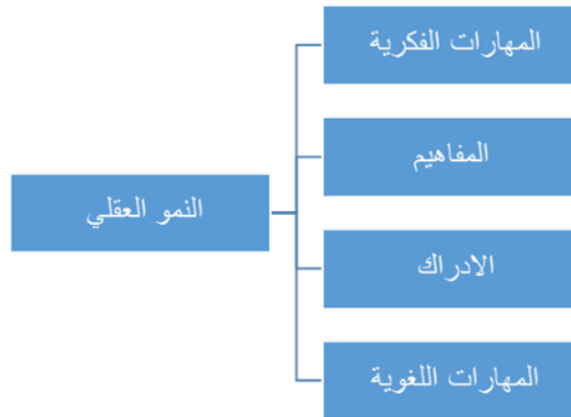 النمو العقلي
المهارات الفكرية
المفاهيم
الادراك
المهارات اللغوية